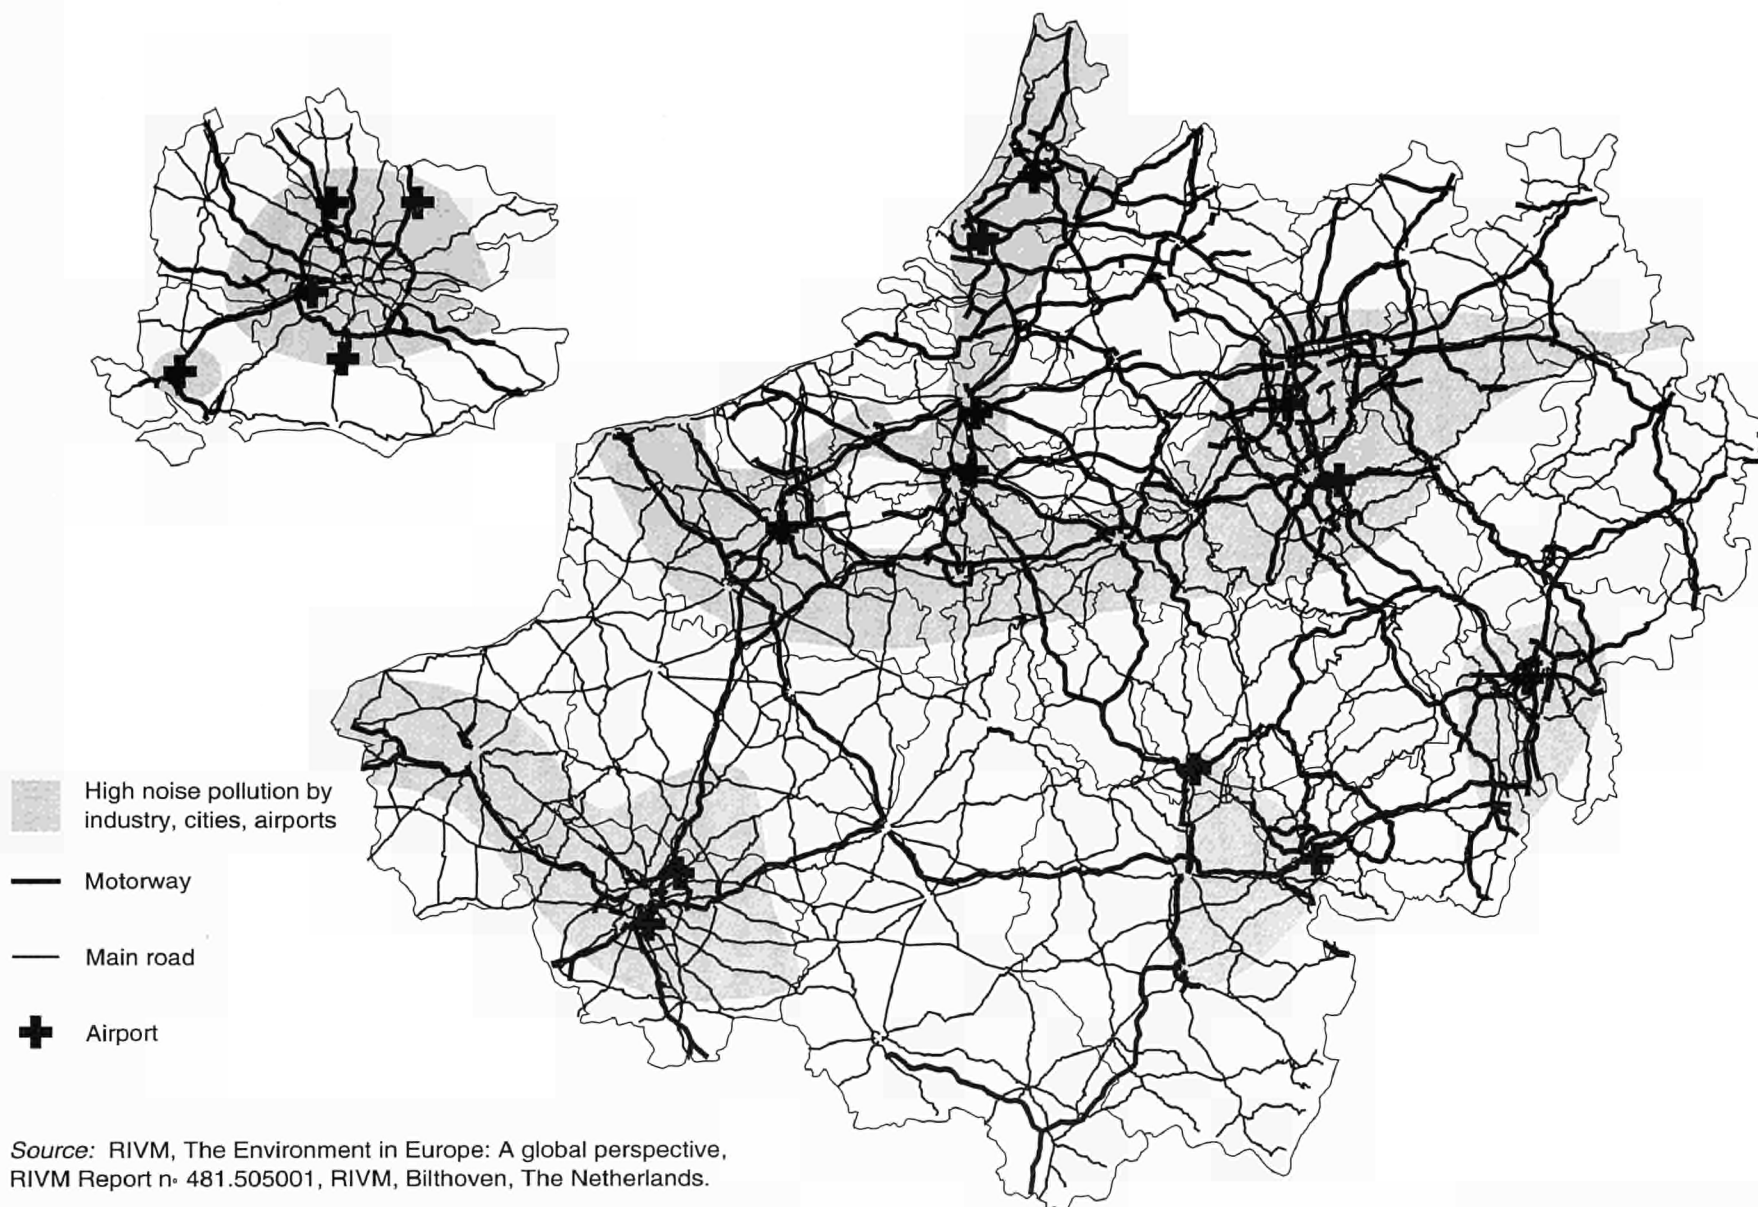 High noise pollution by
industry, cities, airports
Motorway
Main road
Airport
Source: RIVM, The Environment in Europe: A global perspective,
RIVM Report n◦ 481.505001, RIVM, Bilthoven, The Netherlands.